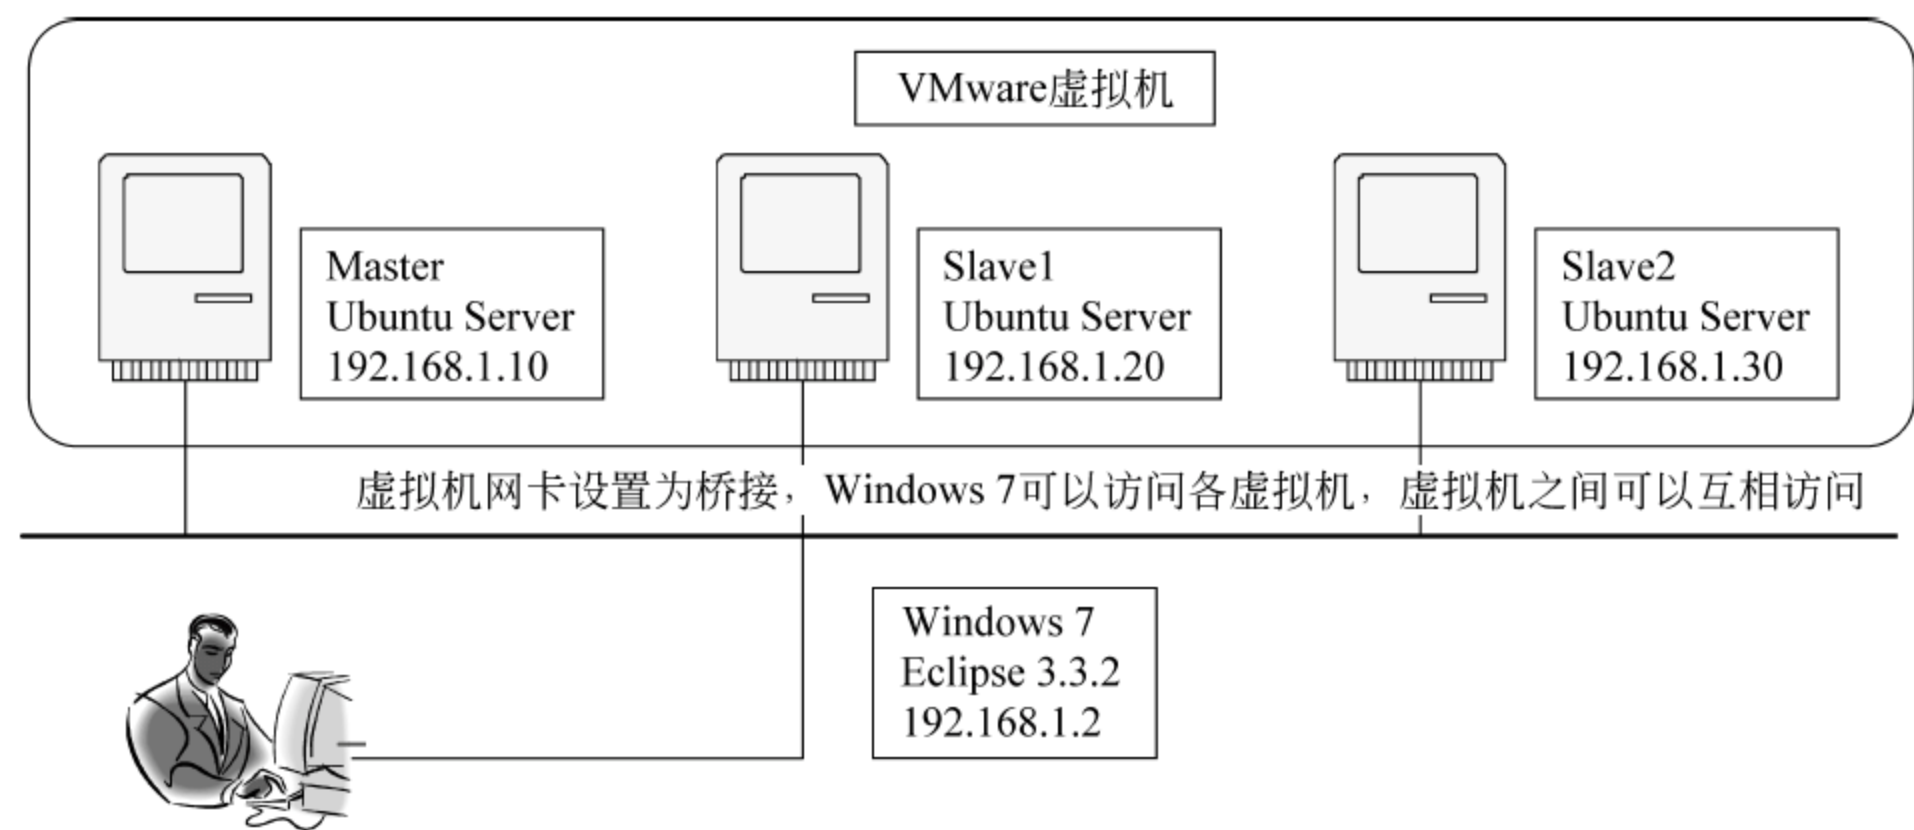 VMware虚拟机
Master
Ubuntu Server
192.168.1.10
Slave1
Ubuntu Server
192.168.1.20
Slave2
Ubuntu Server
192.168.1.30
虚拟机网卡设置为桥接，Windows 7可以访问各虚拟机，虚拟机之间可以互相访问
Windows 7
Eclipse 3.3.2
192.168.1.2